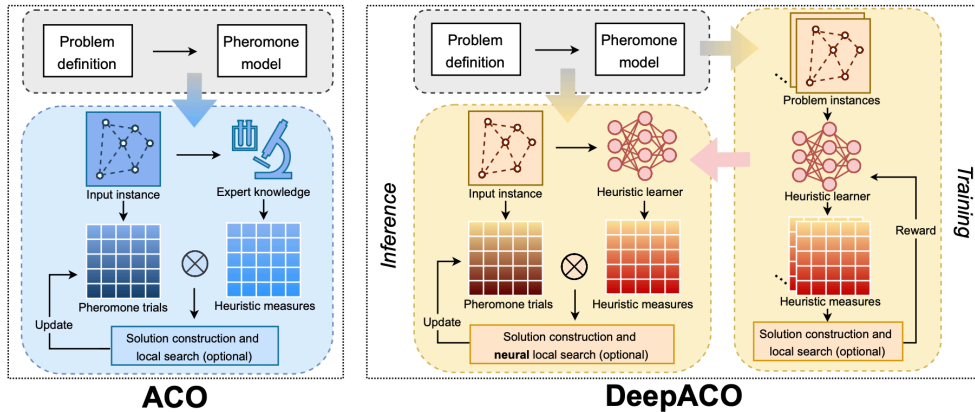 Problem
definition
Pheromone
model
Input instance
Expert knowledge
Pheromone trials
Heuristic measures
Update
Solution construction and
local search (optional)
ACO
Problem
definition
Pheromone
model
Inference
Input instance
Heuristic learner
Pheromone trials
Heuristic measures
Update
Solution construction and
neural local search (optional)
Problem instances
Heuristic learner
Heuristic measures
Reward
Solution construction and
local search (optional)
Training
DeepACO